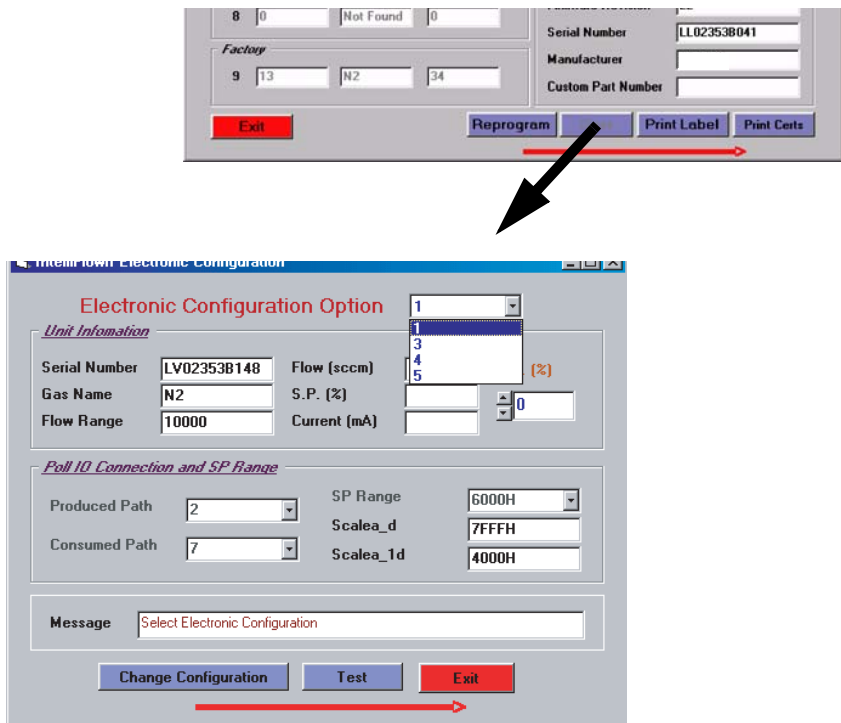 8 0 Not Found 0
Serial Number LL02353B041
Factory
Manufacturer
9 13 N2 34
Custom Part Number
Exit Reprogram Print Label Print Certs
Electronic Configuration
Electronic Configuration Option 1
1
3
4
5
Unit Infomation
Serial Number LV02353B148 Flow (sccm) (%)
Gas Name N2 S.P. (%) 0
Flow Range 10000 Current (mA)
Poll IO Connection and SP Range
Produced Path 2 SP Range 6000H
Scalea_d 7FFFH
Consumed Path 7
Scalea_1d 4000H
Message Select Electronic Configuration
Change Configuration Test Exit